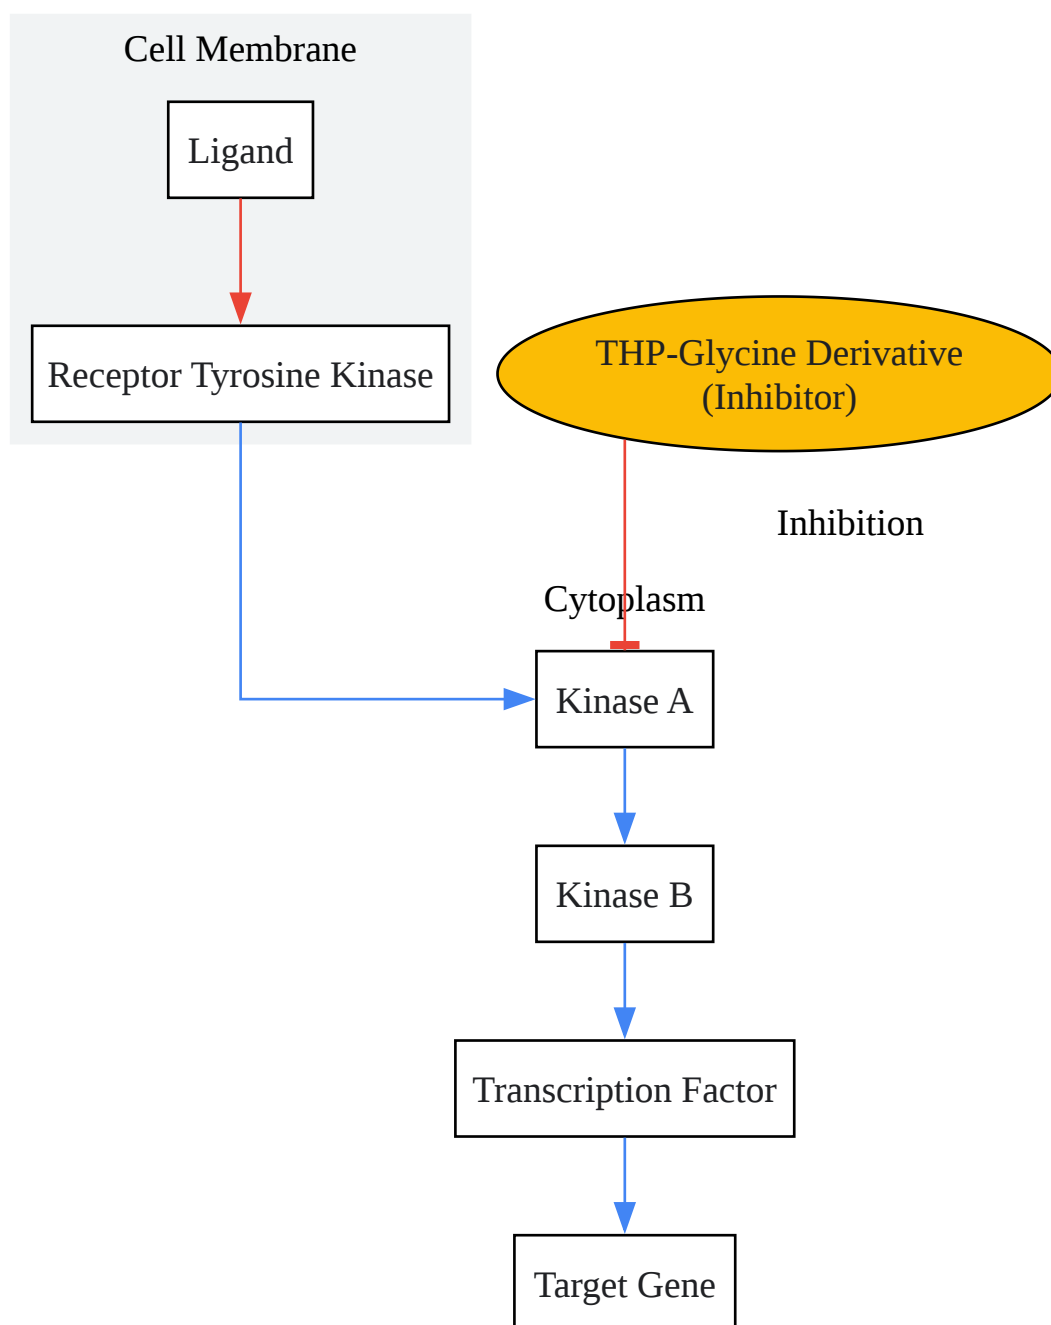 Cell Membrane
Ligand
Receptor Tyrosine Kinase
THP-Glycine Derivative
(Inhibitor)
Inhibition
Cytoplasm
Kinase A
Kinase B
Transcription Factor
Target Gene